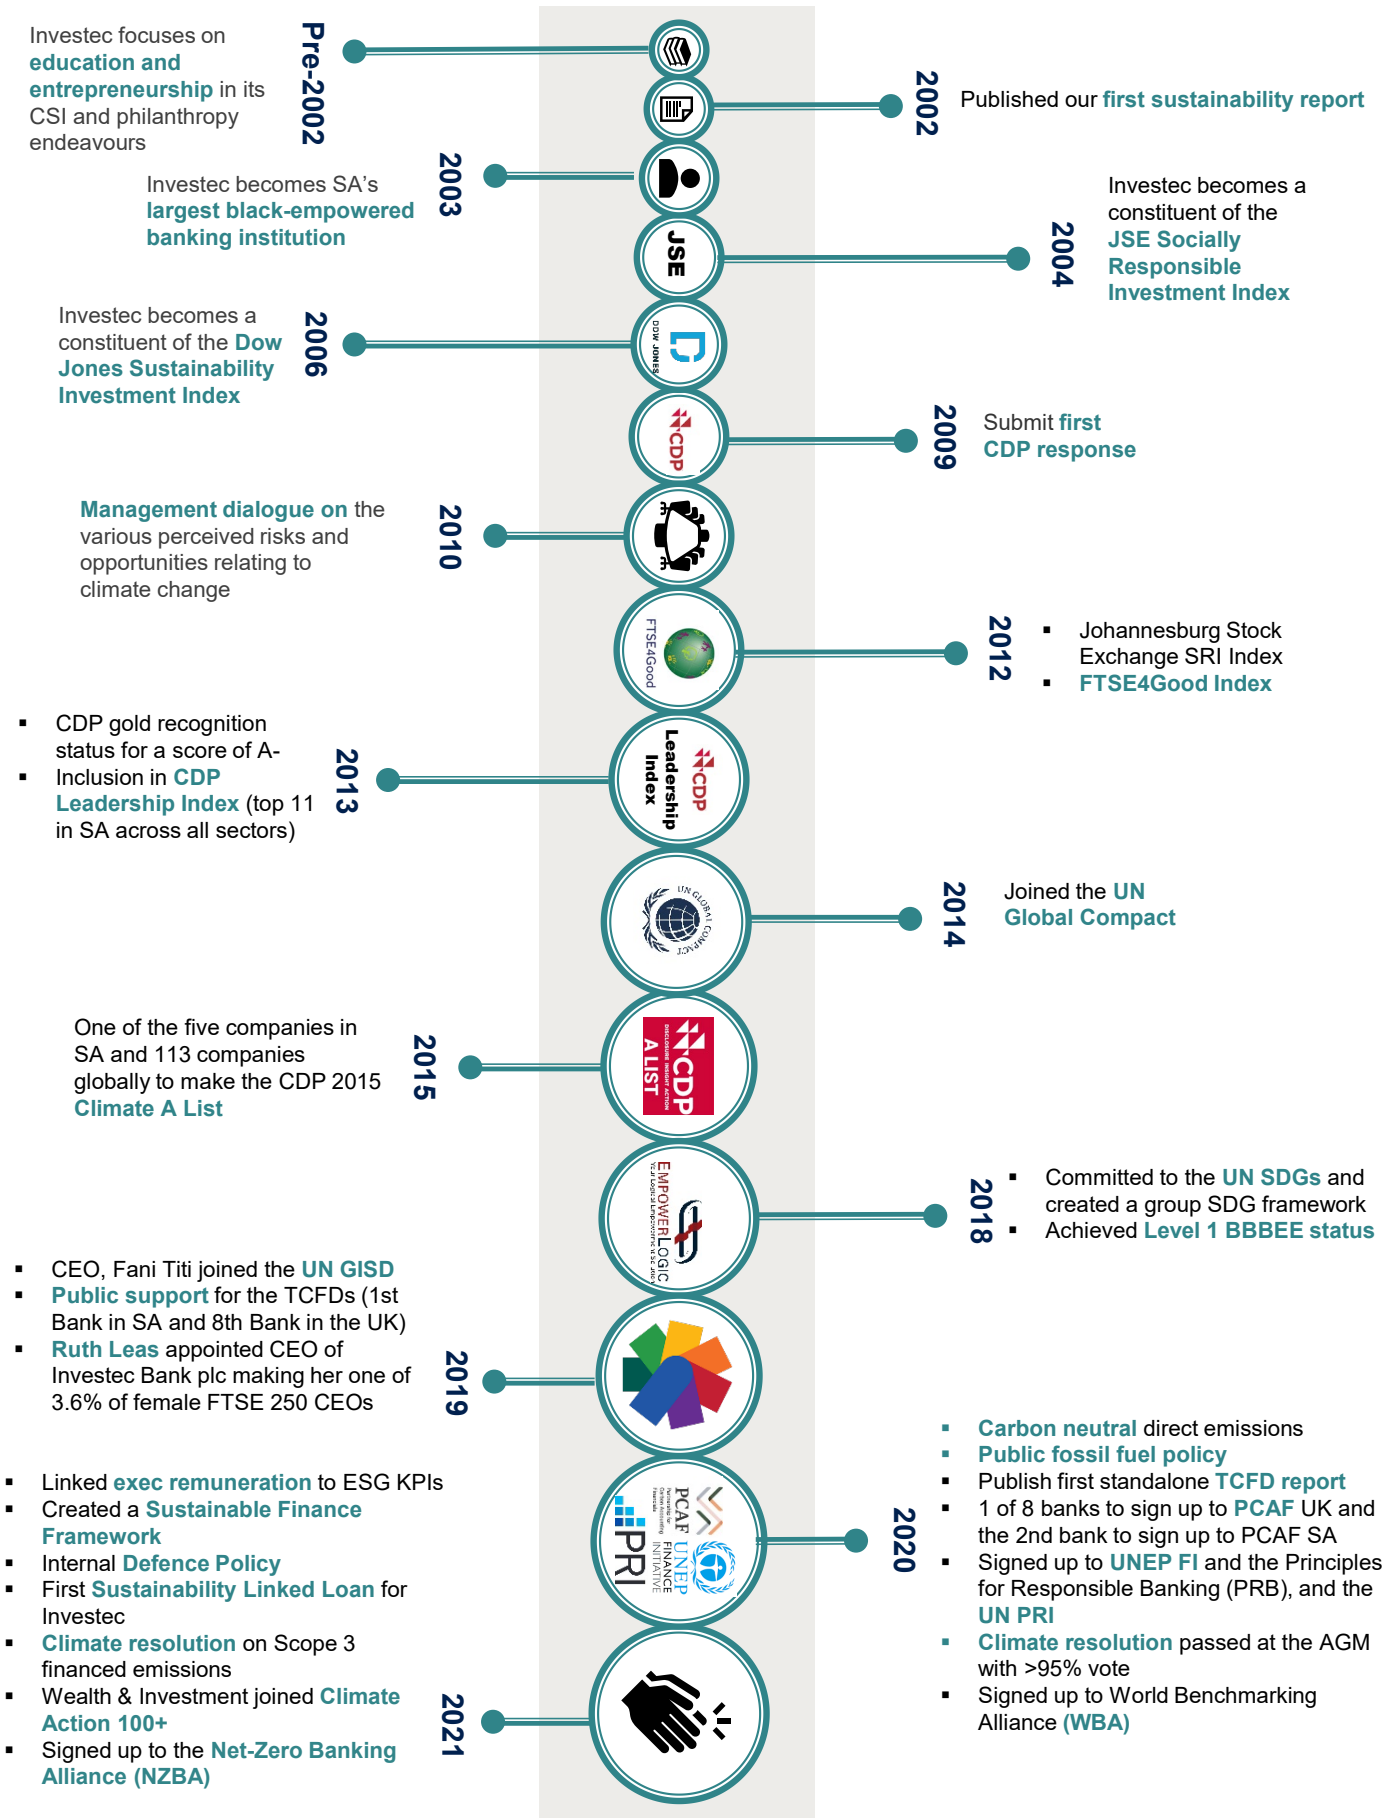 Investec focuses on
education and
entrepreneurship in its
CSI and philanthropy
endeavours
Pre-2002
2002
Published our first sustainability report
Investec becomes SA's
largest black-empowered
banking institution
2003
JSE
2004
Investec becomes a
constituent of the
JSE Socially
Responsible
Investment Index
Investec becomes a
constituent of the Dow
Jones Sustainability
Investment Index
2006
DOW JONES
CDP
2009
Submit first
CDP response
Management dialogue on the
various perceived risks and
opportunities relating to
climate change
2010
FTSE4Good
2012
▪ Johannesburg Stock
Exchange SRI Index
▪ FTSE4Good Index
▪ CDP gold recognition
status for a score of A-
▪ Inclusion in CDP
Leadership Index (top 11
in SA across all sectors)
2013
CDP
Leadership
Index
UN GLOBAL COMPACT
2014
Joined the UN
Global Compact
One of the five companies in
SA and 113 companies
globally to make the CDP 2015
Climate A List
2015
CDP
DISCLOSURE INSIGHT ACTION
A LIST
EMPOWERLOGIC
2018
▪ Committed to the UN SDGs and
created a group SDG framework
▪ Achieved Level 1 BBBEE status
▪ CEO, Fani Titi joined the UN GISD
▪ Public support for the TCFDs (1st
Bank in SA and 8th Bank in the UK)
▪ Ruth Leas appointed CEO of
Investec Bank plc making her one of
3.6% of female FTSE 250 CEOs
2019
PCAF
Partnership for
Carbon Accounting
Financials
UNEP
FINANCE
INITIATIVE
PRI
2020
▪ Carbon neutral direct emissions
▪ Public fossil fuel policy
▪ Publish first standalone TCFD report
▪ 1 of 8 banks to sign up to PCAF UK and
the 2nd bank to sign up to PCAF SA
▪ Signed up to UNEP FI and the Principles
for Responsible Banking (PRB), and the
UN PRI
▪ Climate resolution passed at the AGM
with >95% vote
▪ Signed up to World Benchmarking
Alliance (WBA)
▪ Linked exec remuneration to ESG KPIs
▪ Created a Sustainable Finance
Framework
▪ Internal Defence Policy
▪ First Sustainability Linked Loan for
Investec
▪ Climate resolution on Scope 3
financed emissions
▪ Wealth & Investment joined Climate
Action 100+
▪ Signed up to the Net-Zero Banking
Alliance (NZBA)
2021